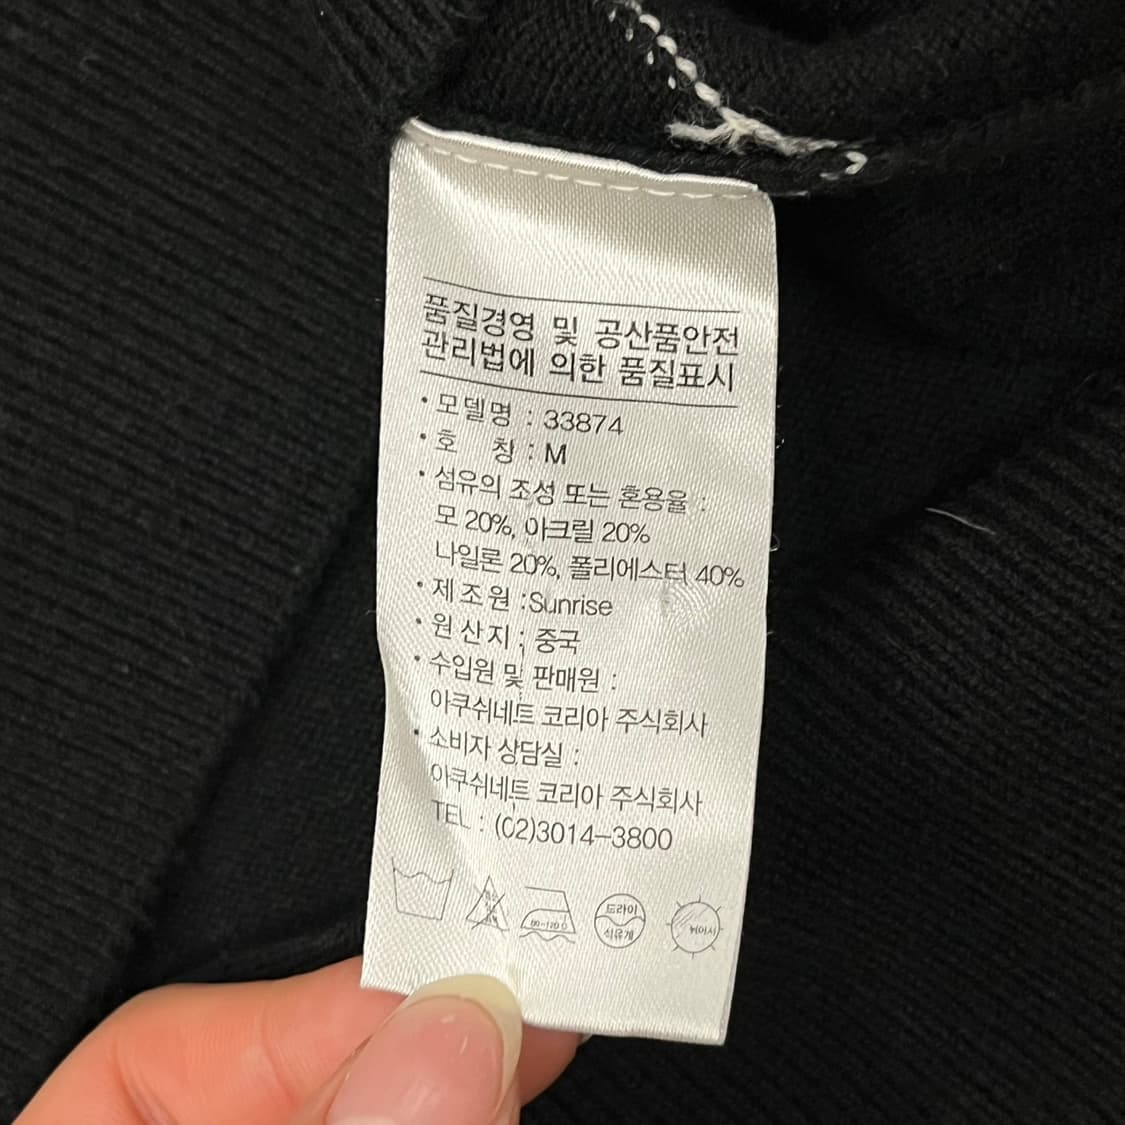 품질경영 및 공산품안전
관리법에 의한 품질표시
• 모델명 : 33874
• 호 칭 : M
• 섬유의 조성 또는 혼용율 :
모 20%, 아크릴 20%
나일론 20%, 폴리에스터 40%
• 제조원 :Sunrise
• 원산지 : 중국
• 수입원 및 판매원 :
아쿠쉬네트 코리아 주식회사
• 소비자 상담실 :
아쿠쉬네트 코리아 주식회사
TEL : (02)3014-3800
드라이
석유계
뉘어서